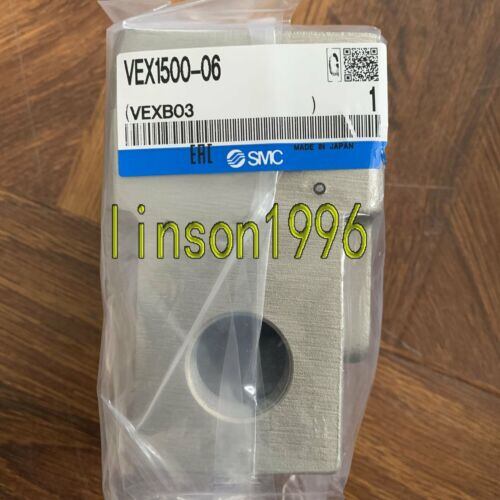 VEX1500-06
(VEXB03 ) 1
MADE IN JAPAN
EAC SMC
linson1996